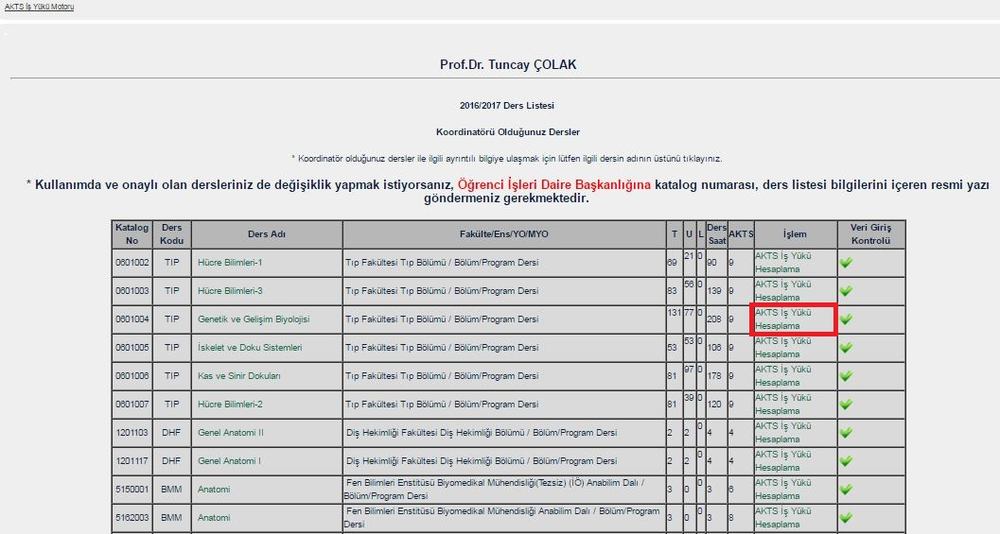 AKTS İş Yükü Motoru
Prof.Dr. Tuncay ÇOLAK
2016/2017 Ders Listesi
Koordinatörü Olduğunuz Dersler
* Koordinatör olduğunuz dersler ile ilgili ayrıntılı bilgiye ulaşmak için lütfen ilgili dersin adının üstünü tıklayınız.
* Kullanımda ve onaylı olan dersleriniz de değişiklik yapmak istiyorsanız, Öğrenci İşleri Daire Başkanlığına katalog numarası, ders listesi bilgilerini içeren resmi yazı
göndermeniz gerekmektedir.
Katalog No Ders Kodu Ders Adı Fakülte/Ens/YO/MYO T U L Ders Saat AKTS İşlem Veri Giriş Kontrolü
0601002 TIP Hücre Bilimleri-1 Tıp Fakültesi Tıp Bölümü / Bölüm/Program Dersi 69 21 0 90 9 AKTS İş Yükü Hesaplama
0601003 TIP Hücre Bilimleri-3 Tıp Fakültesi Tıp Bölümü / Bölüm/Program Dersi 83 56 0 139 9 AKTS İş Yükü Hesaplama
0601004 TIP Genetik ve Gelişim Biyolojisi Tıp Fakültesi Tıp Bölümü / Bölüm/Program Dersi 131 77 0 208 9 AKTS İş Yükü Hesaplama
0601005 TIP İskelet ve Doku Sistemleri Tıp Fakültesi Tıp Bölümü / Bölüm/Program Dersi 53 53 0 106 9 AKTS İş Yükü Hesaplama
0601006 TIP Kas ve Sinir Dokuları Tıp Fakültesi Tıp Bölümü / Bölüm/Program Dersi 81 97 0 178 9 AKTS İş Yükü Hesaplama
0601007 TIP Hücre Bilimleri-2 Tıp Fakültesi Tıp Bölümü / Bölüm/Program Dersi 81 39 0 120 9 AKTS İş Yükü Hesaplama
1201103 DHF Genel Anatomi II Diş Hekimliği Fakültesi Diş Hekimliği Bölümü / Bölüm/Program Dersi 2 2 0 4 4 AKTS İş Yükü Hesaplama
1201117 DHF Genel Anatomi I Diş Hekimliği Fakültesi Diş Hekimliği Bölümü / Bölüm/Program Dersi 2 2 0 4 4 AKTS İş Yükü Hesaplama
5150001 BMM Anatomi Fen Bilimleri Enstitüsü Biyomedikal Mühendisliği(Tezsiz) (İÖ) Anabilim Dalı / Bölüm/Program Dersi 3 0 0 3 6 AKTS İş Yükü Hesaplama
5162003 BMM Anatomi Fen Bilimleri Enstitüsü Biyomedikal Mühendisliği Anabilim Dalı / Bölüm/Program Dersi 3 0 0 3 8 AKTS İş Yükü Hesaplama